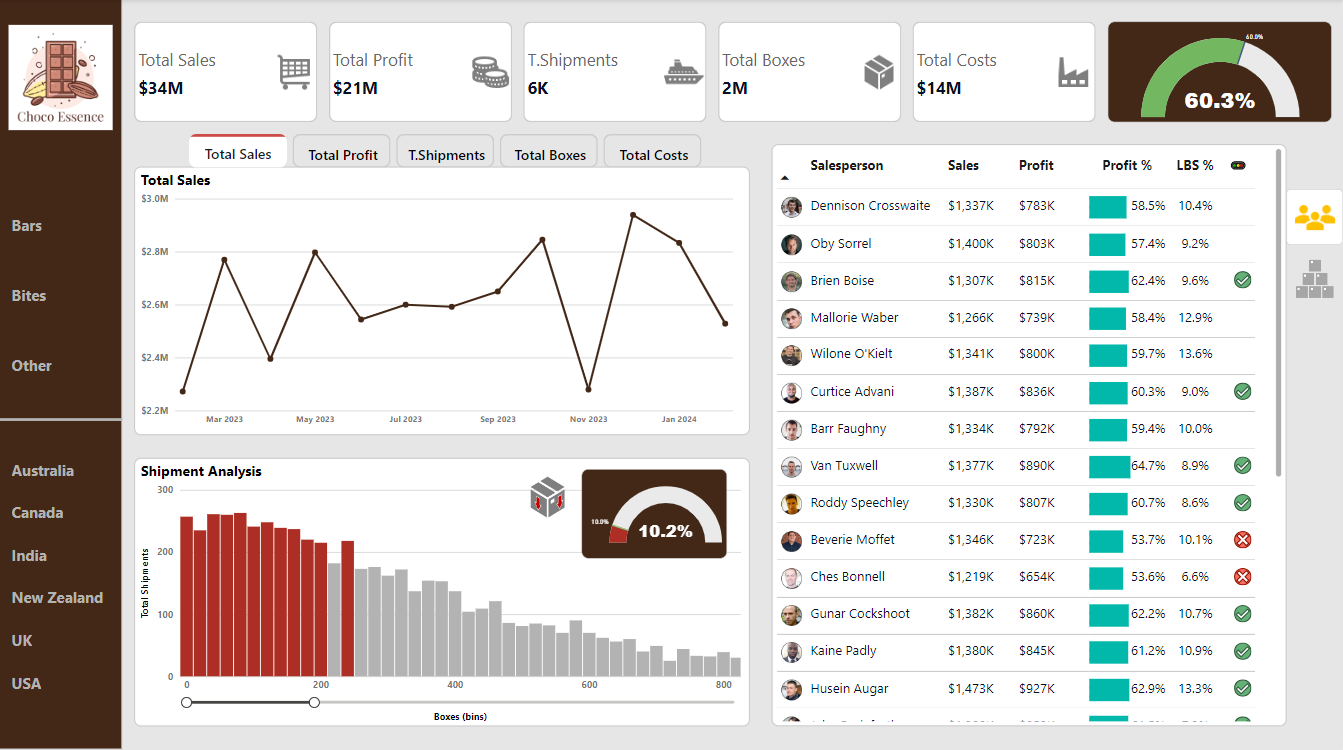 Choco Essence
Bars
Bites
Other
Australia
Canada
India
New Zealand
UK
USA
Total Sales
$34M
Total Profit
$21M
T.Shipments
6K
Total Boxes
2M
Total Costs
$14M
60.0%
60.3%
Total Sales Total Profit T.Shipments Total Boxes Total Costs
Total Sales
$3.0M
$2.8M
$2.6M
$2.4M
$2.2M
Mar 2023 May 2023 Jul 2023 Sep 2023 Nov 2023 Jan 2024
Shipment Analysis
300
200
100
0
Total Shipments
10.0%
10.2%
0 200 400 600 800
Boxes (bins)
Salesperson Sales Profit Profit % LBS %
Dennison Crosswaite $1,337K $783K 58.5% 10.4%
Oby Sorrel $1,400K $803K 57.4% 9.2%
Brien Boise $1,307K $815K 62.4% 9.6%
Mallorie Waber $1,266K $739K 58.4% 12.9%
Wilone O'Kielt $1,341K $800K 59.7% 13.6%
Curtice Advani $1,387K $836K 60.3% 9.0%
Barr Faughny $1,334K $792K 59.4% 10.0%
Van Tuxwell $1,377K $890K 64.7% 8.9%
Roddy Speechley $1,330K $807K 60.7% 8.6%
Beverie Moffet $1,346K $723K 53.7% 10.1%
Ches Bonnell $1,219K $654K 53.6% 6.6%
Gunar Cockshoot $1,382K $860K 62.2% 10.7%
Kaine Padly $1,380K $845K 61.2% 10.9%
Husein Augar $1,473K $927K 62.9% 13.3%